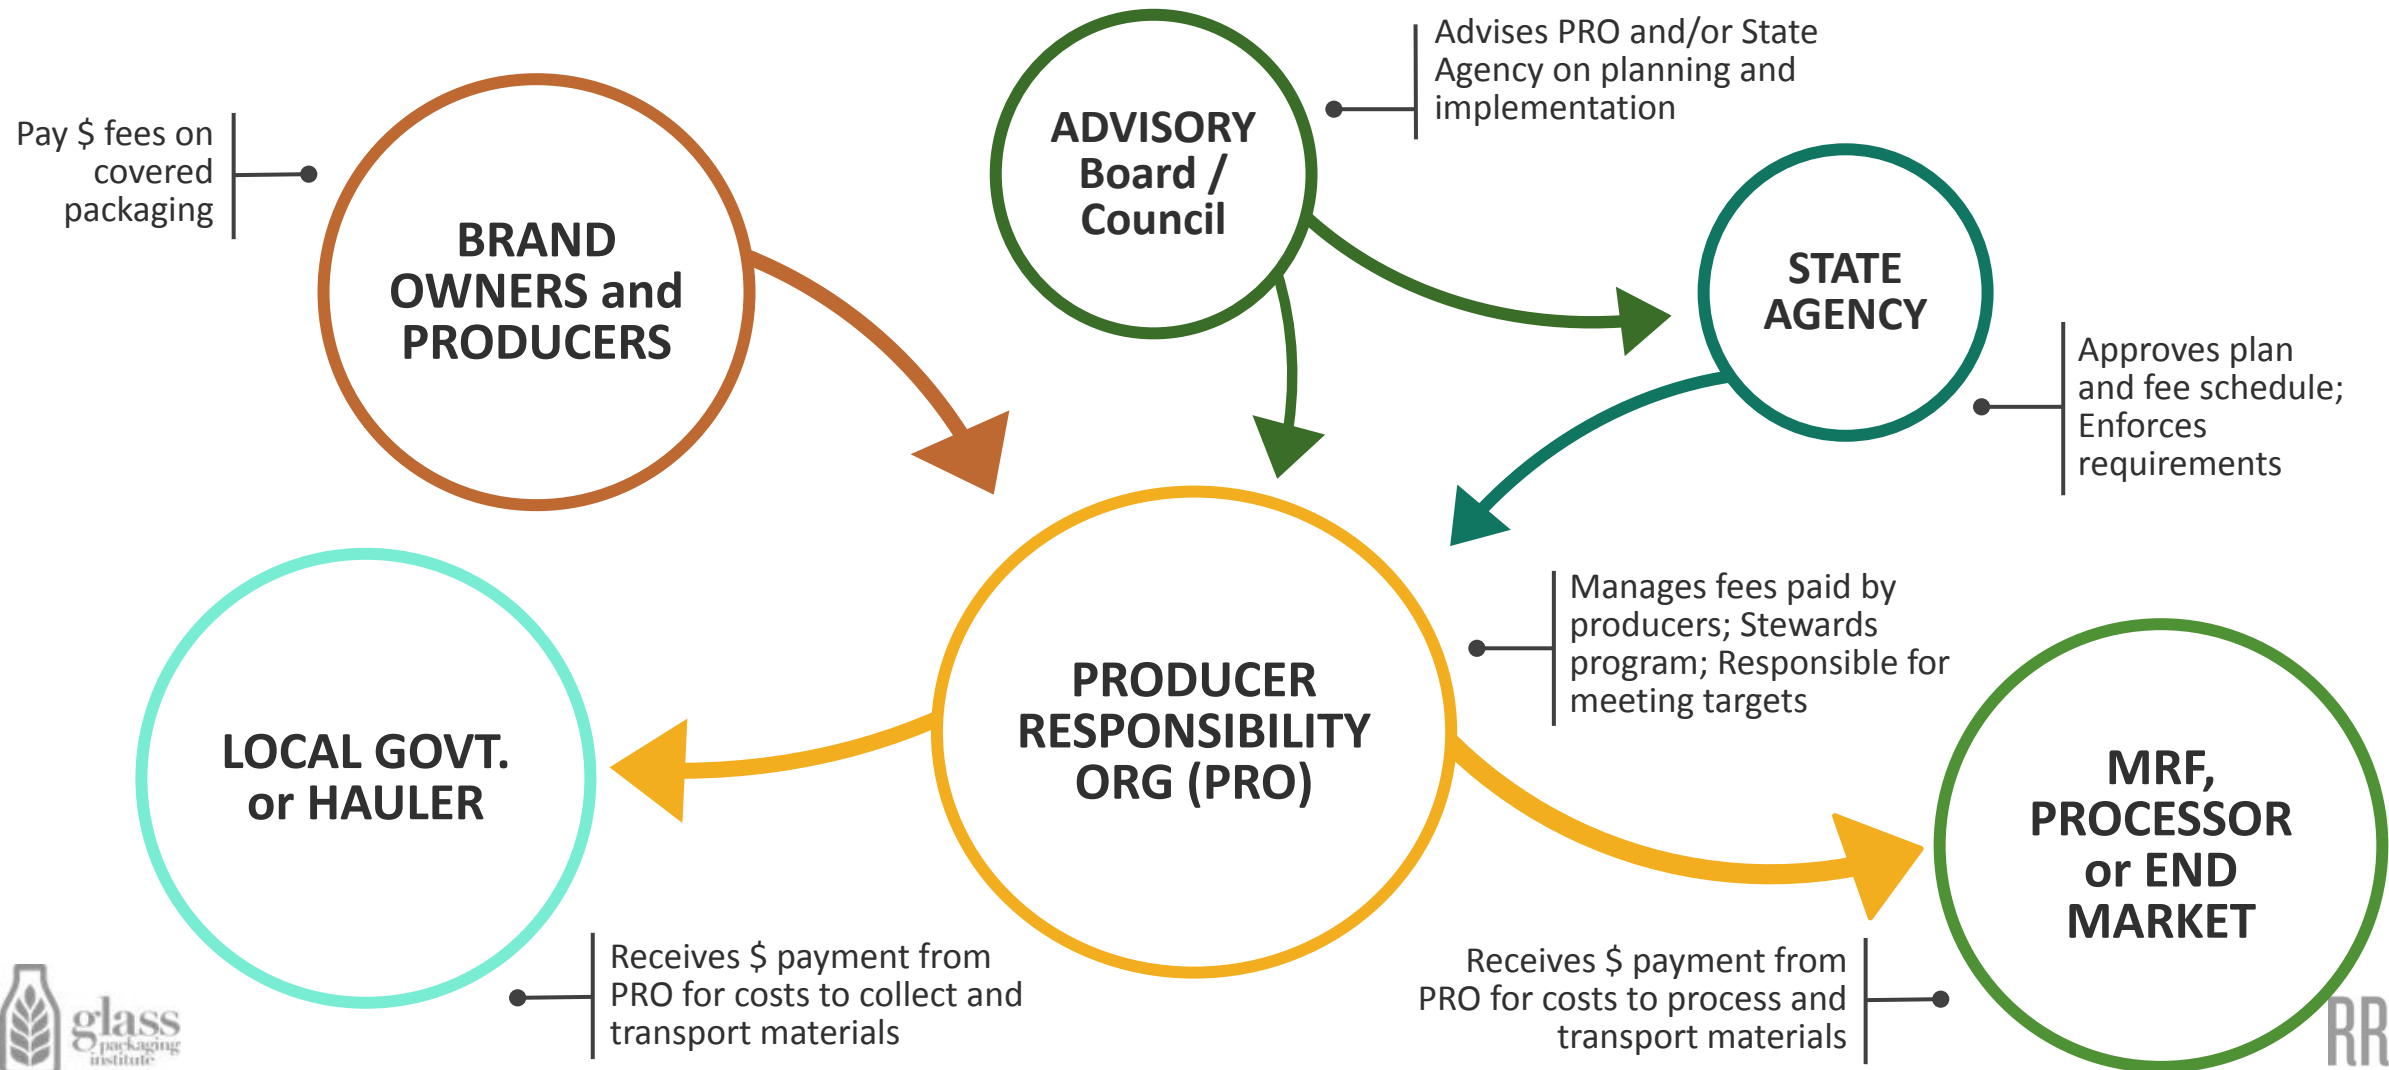 Pay $ fees on
covered
packaging
BRAND
OWNERS and
PRODUCERS
ADVISORY
Board /
Council
Advises PRO and/or State
Agency on planning and
implementation
STATE
AGENCY
Approves plan
and fee schedule;
Enforces
requirements
PRODUCER
RESPONSIBILITY
ORG (PRO)
Manages fees paid by
producers; Stewards
program; Responsible for
meeting targets
LOCAL GOVT.
or HAULER
Receives $ payment from
PRO for costs to collect and
transport materials
MRF,
PROCESSOR
or END
MARKET
Receives $ payment from
PRO for costs to process and
transport materials
glass
packaging
institute
RR